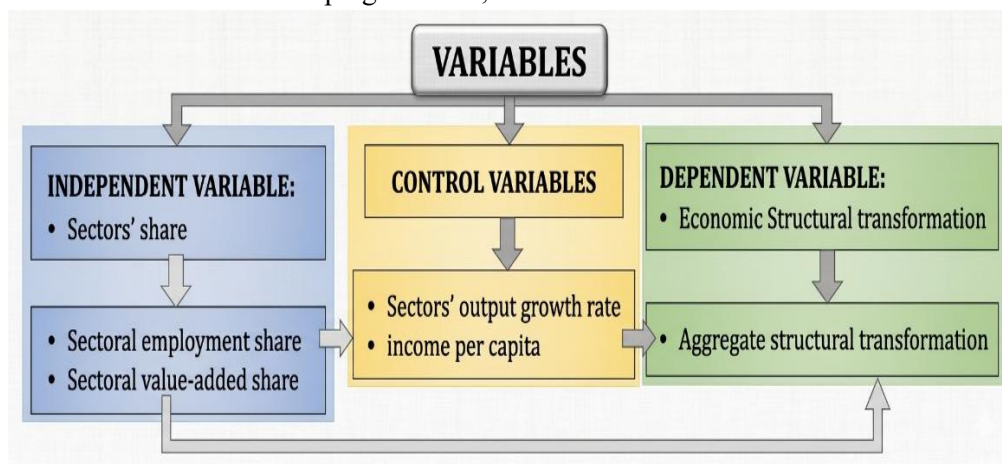 VARIABLES
INDEPENDENT VARIABLE:
• Sectors' share
• Sectoral employment share
• Sectoral value-added share
CONTROL VARIABLES
• Sectors' output growth rate
• income per capita
DEPENDENT VARIABLE:
• Economic Structural transformation
• Aggregate structural transformation